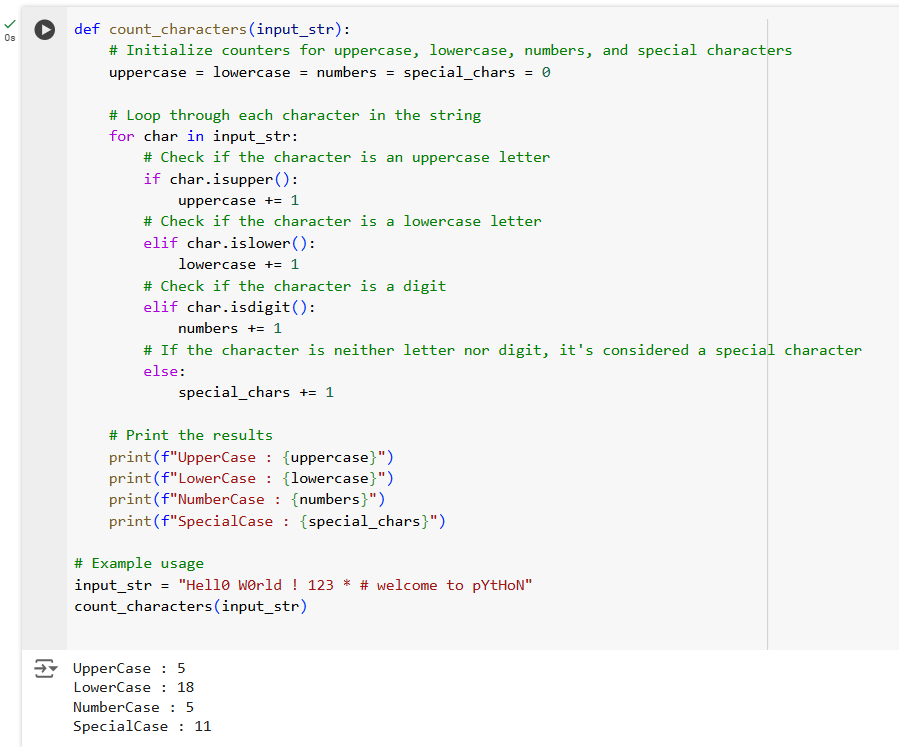 0s
def count_characters(input_str):
    # Initialize counters for uppercase, lowercase, numbers, and special characters
    uppercase = lowercase = numbers = special_chars = 0
    # Loop through each character in the string
    for char in input_str:
        # Check if the character is an uppercase letter
        if char.isupper():
            uppercase += 1
        # Check if the character is a lowercase letter
        elif char.islower():
            lowercase += 1
        # Check if the character is a digit
        elif char.isdigit():
            numbers += 1
        # If the character is neither letter nor digit, it's considered a special character
        else:
            special_chars += 1
    # Print the results
    print(f"UpperCase : {uppercase}")
    print(f"LowerCase : {lowercase}")
    print(f"NumberCase : {numbers}")
    print(f"SpecialCase : {special_chars}")
# Example usage
input_str = "Hell0 W0rld ! 123 * # welcome to pYtHoN"
count_characters(input_str)
UpperCase : 5
LowerCase : 18
NumberCase : 5
SpecialCase : 11